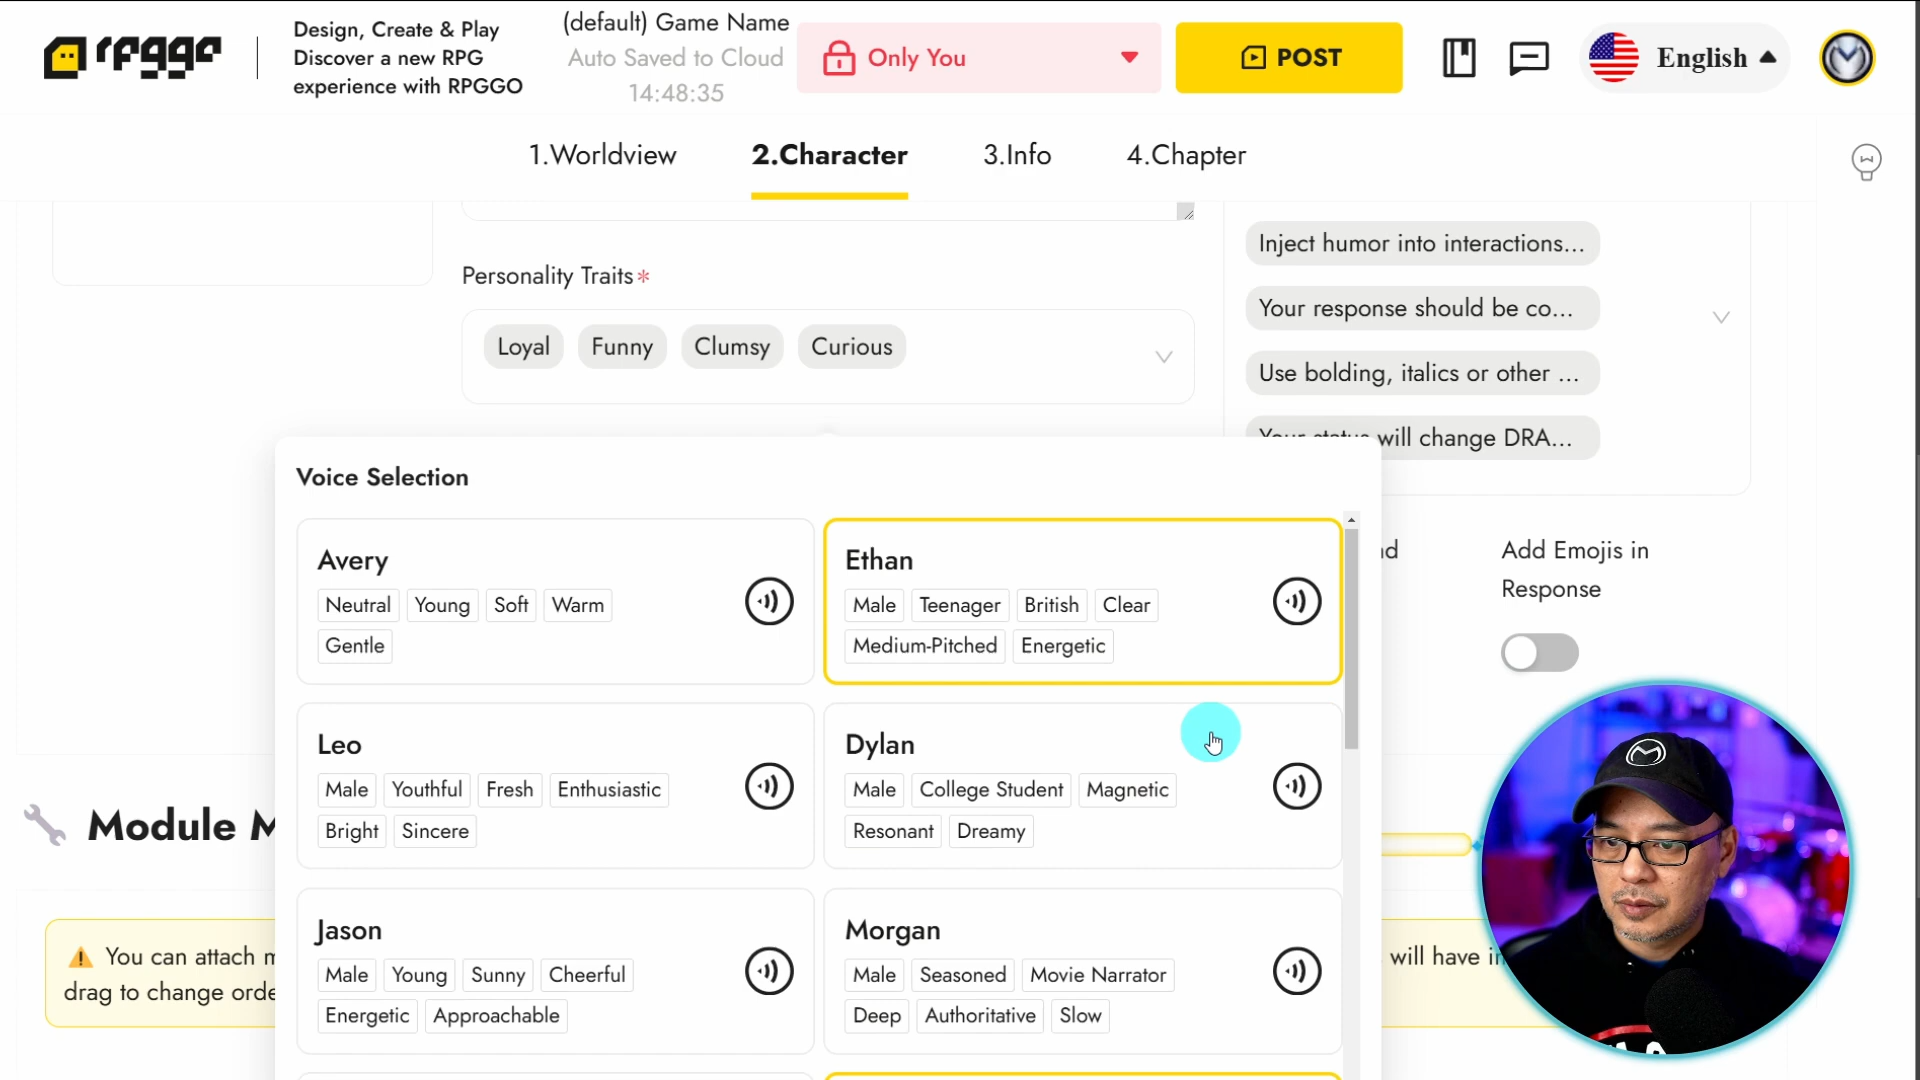 rpggo
Design, Create & Play
Discover a new RPG
experience with RPGGO
(default) Game Name
Auto Saved to Cloud
14:48:35
Only You
POST
English
1.Worldview
2.Character
3.Info
4.Chapter
Personality Traits*
Loyal
Funny
Clumsy
Curious
Inject humor into interactions...
Your response should be co...
Use bolding, italics or other ...
Your status will change DRA...
Add Emojis in
Response
Voice Selection
Avery
Neutral
Young
Soft
Warm
Gentle
Ethan
Male
Teenager
British
Clear
Medium-Pitched
Energetic
Leo
Male
Youthful
Fresh
Enthusiastic
Bright
Sincere
Dylan
Male
College Student
Magnetic
Resonant
Dreamy
Jason
Male
Young
Sunny
Cheerful
Energetic
Approachable
Morgan
Male
Seasoned
Movie Narrator
Deep
Authoritative
Slow
Module M
You can attach m
drag to change orde
will have in